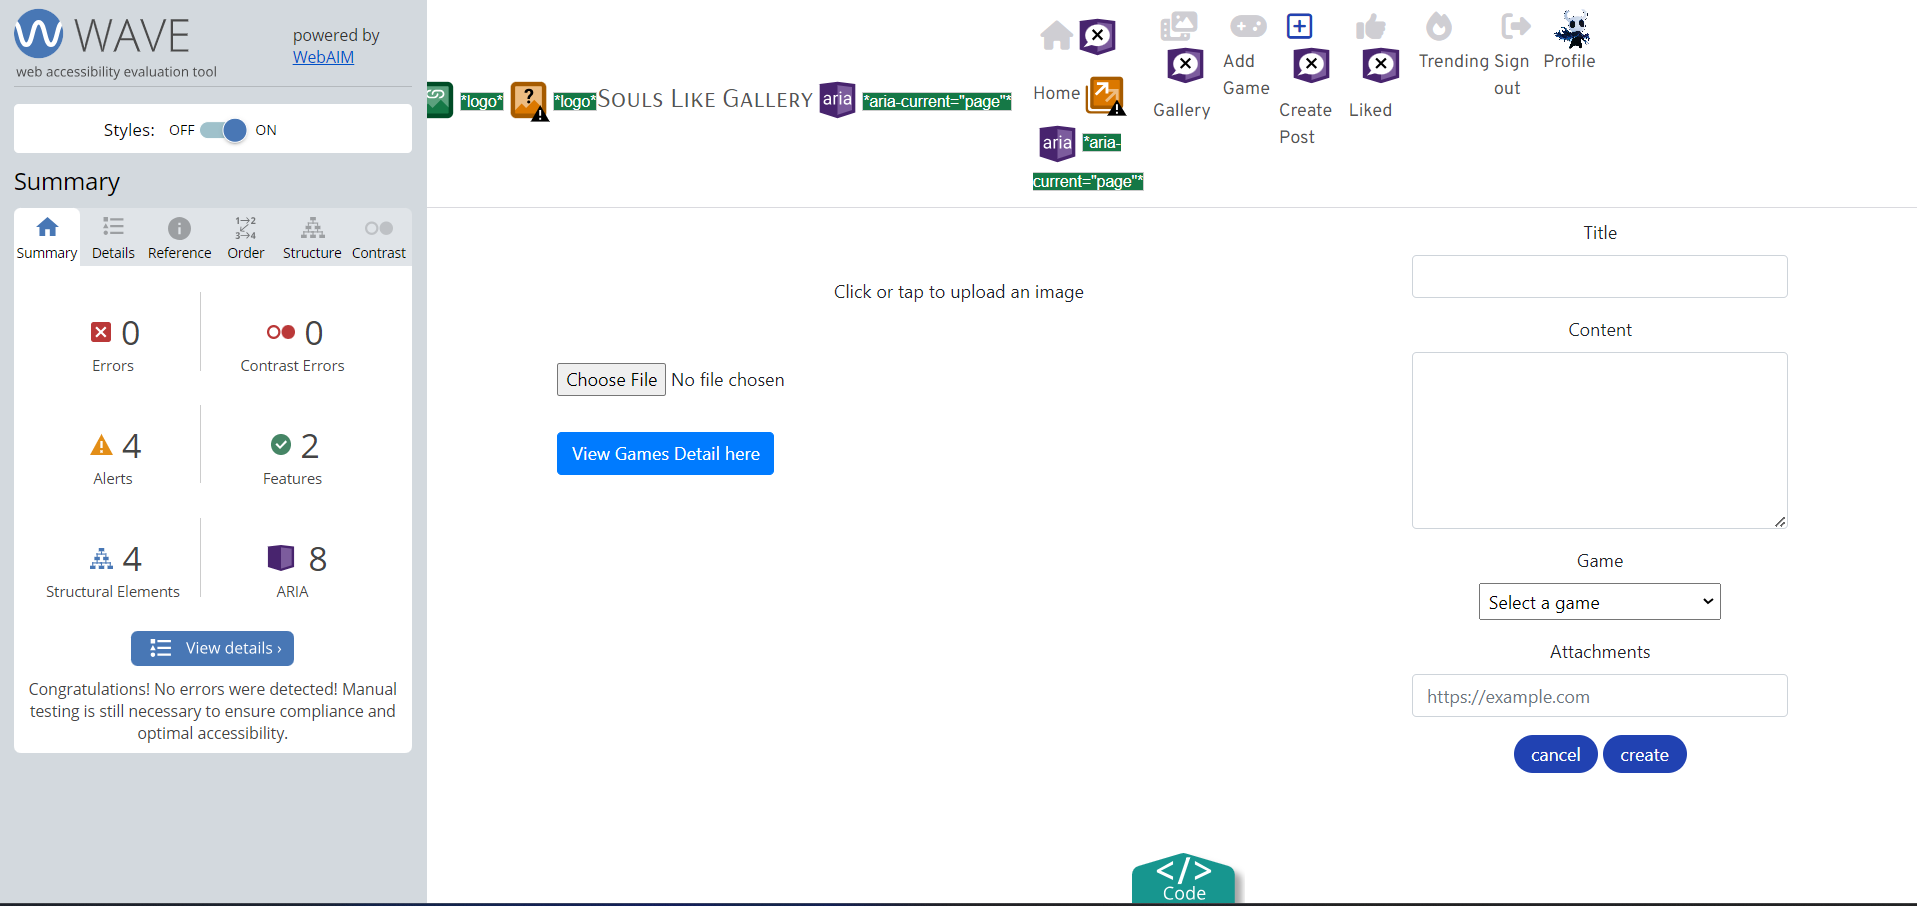 WAVE
powered by
WebAIM
web accessibility evaluation tool
Styles: OFF ON
Summary
Summary Details Reference Order Structure Contrast
0
Errors
0
Contrast Errors
4
Alerts
2
Features
4
Structural Elements
8
ARIA
View details ›
Congratulations! No errors were detected! Manual
testing is still necessary to ensure compliance and
optimal accessibility.
*logo* ? *logo* Souls Like Gallery aria *aria-current="page"*
Home
aria *aria-
current="page"*
Gallery
Add
Game
Create
Post
Liked
Trending
Sign
out
Profile
Click or tap to upload an image
Choose File No file chosen
View Games Detail here
Title
Content
Game
Select a game
Attachments
https://example.com
cancel create
</>
Code